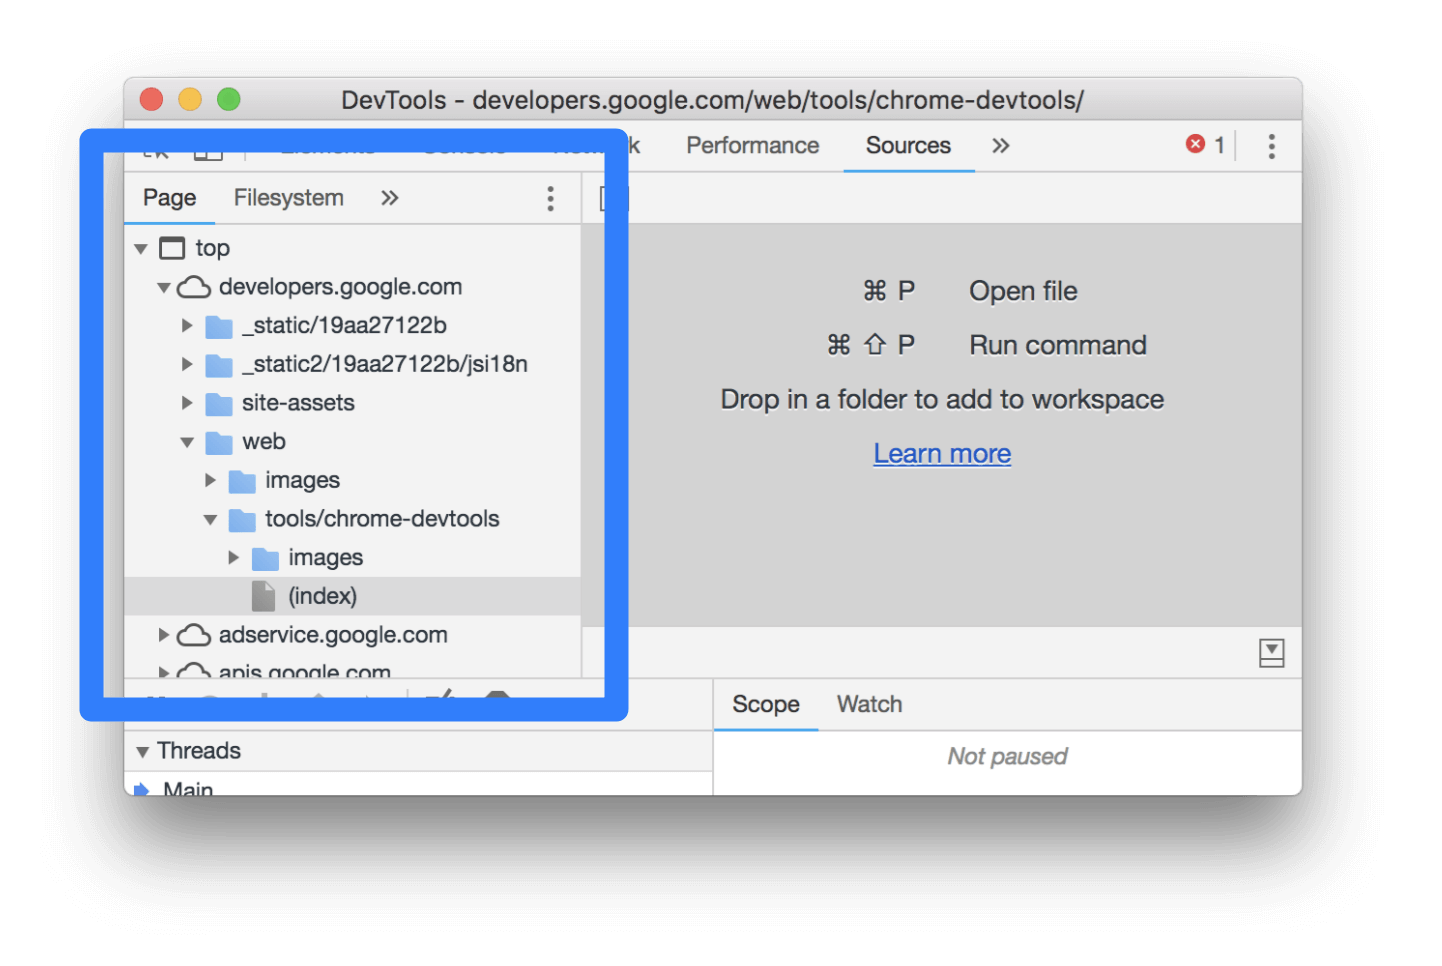 DevTools - developers.google.com/web/tools/chrome-devtools/
Performance Sources » 1
Page Filesystem »
top
developers.google.com
_static/19aa27122b
_static2/19aa27122b/jsi18n
site-assets
web
images
tools/chrome-devtools
images
(index)
adservice.google.com
apis.google.com
⌘ P Open file
⌘ ⇧ P Run command
Drop in a folder to add to workspace
Learn more
Scope Watch
Threads
Not paused
Main